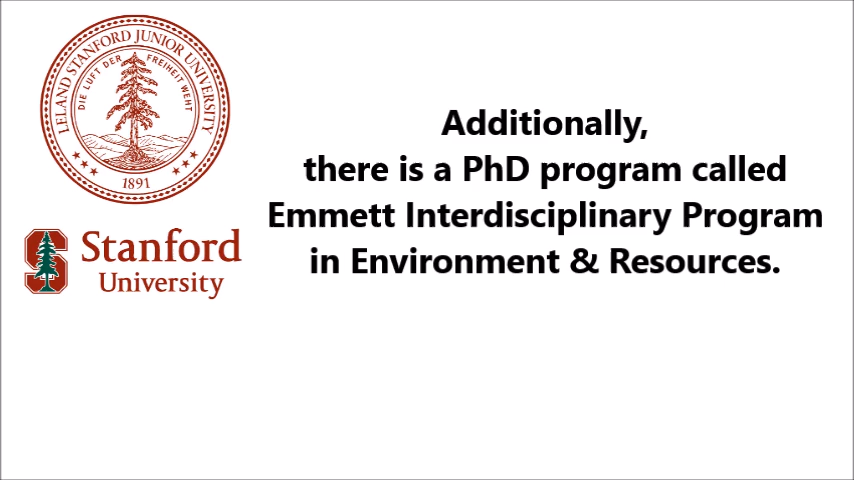 LELAND STANFORD JUNIOR UNIVERSITY
DIE LUFT DER FREIHEIT WEHT
1891
Stanford
University
Additionally,
there is a PhD program called
Emmett Interdisciplinary Program
in Environment & Resources.